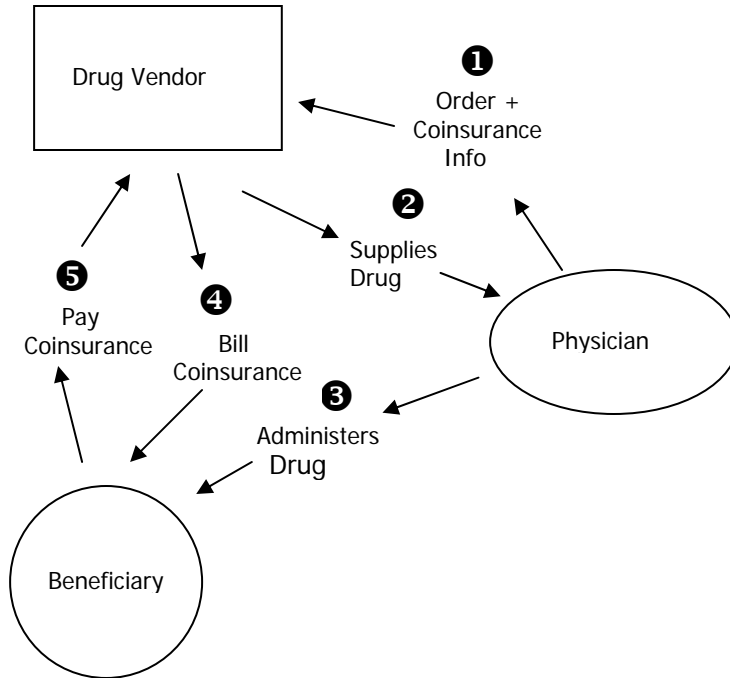 Drug Vendor
❶
Order +
Coinsurance
Info
❷
Supplies
Drug
❺
Pay
Coinsurance
❹
Bill
Coinsurance
Physician
❸
Administers
Drug
Beneficiary